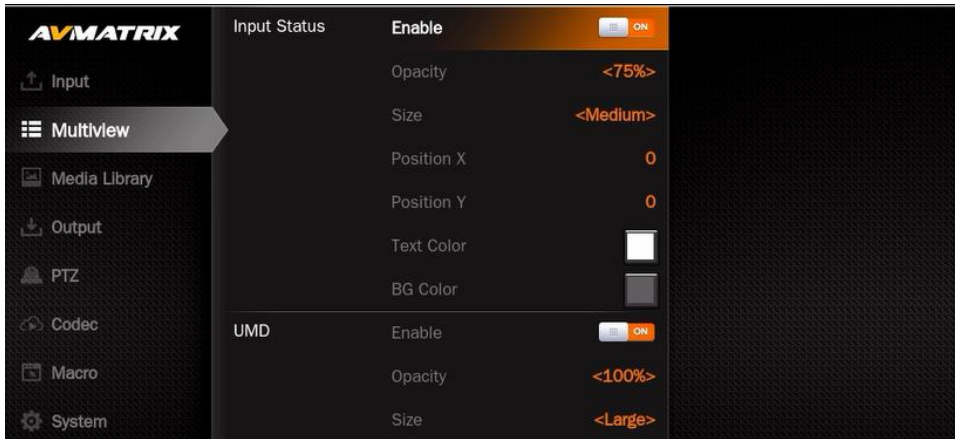 AVMATRIX
Input
Multiview
Media Library
Output
PTZ
Codec
Macro
System
Input Status
Enable ON
Opacity <75%>
Size <Medium>
Position X 0
Position Y 0
Text Color
BG Color
UMD
Enable ON
Opacity <100%>
Size <Large>